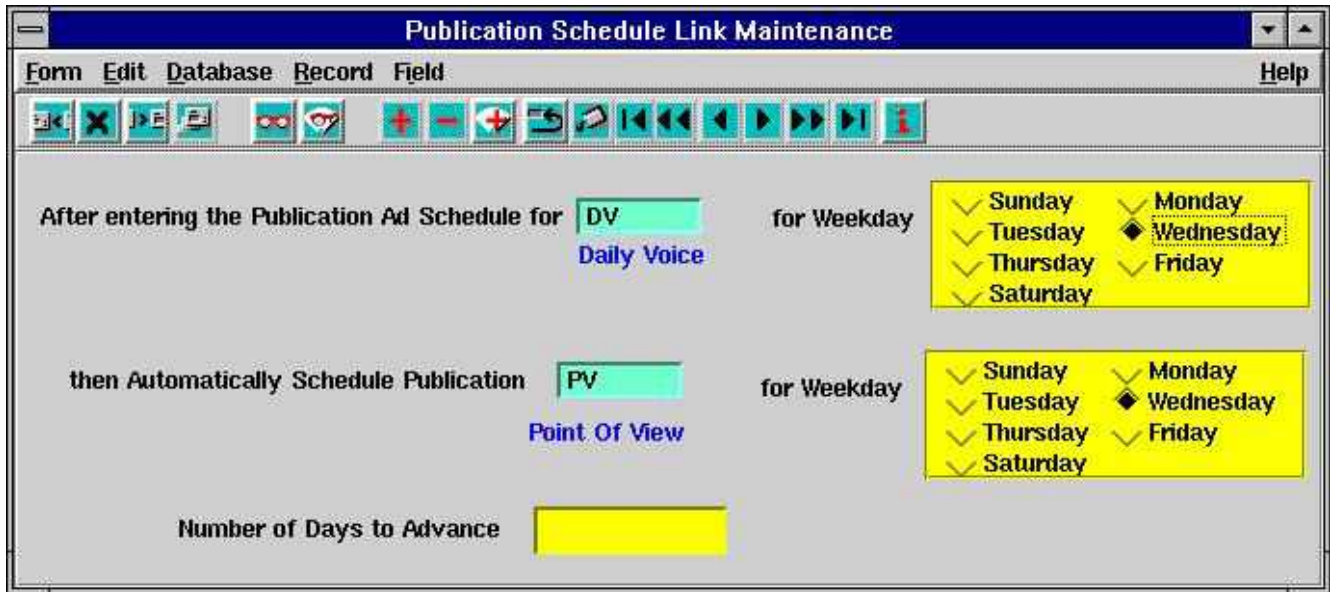 Publication Schedule Link Maintenance
Form Edit Database Record Field Help
After entering the Publication Ad Schedule for DV for Weekday
Daily Voice
Sunday Monday
Tuesday Wednesday
Thursday Friday
Saturday
then Automatically Schedule Publication PV for Weekday
Point Of View
Sunday Monday
Tuesday Wednesday
Thursday Friday
Saturday
Number of Days to Advance